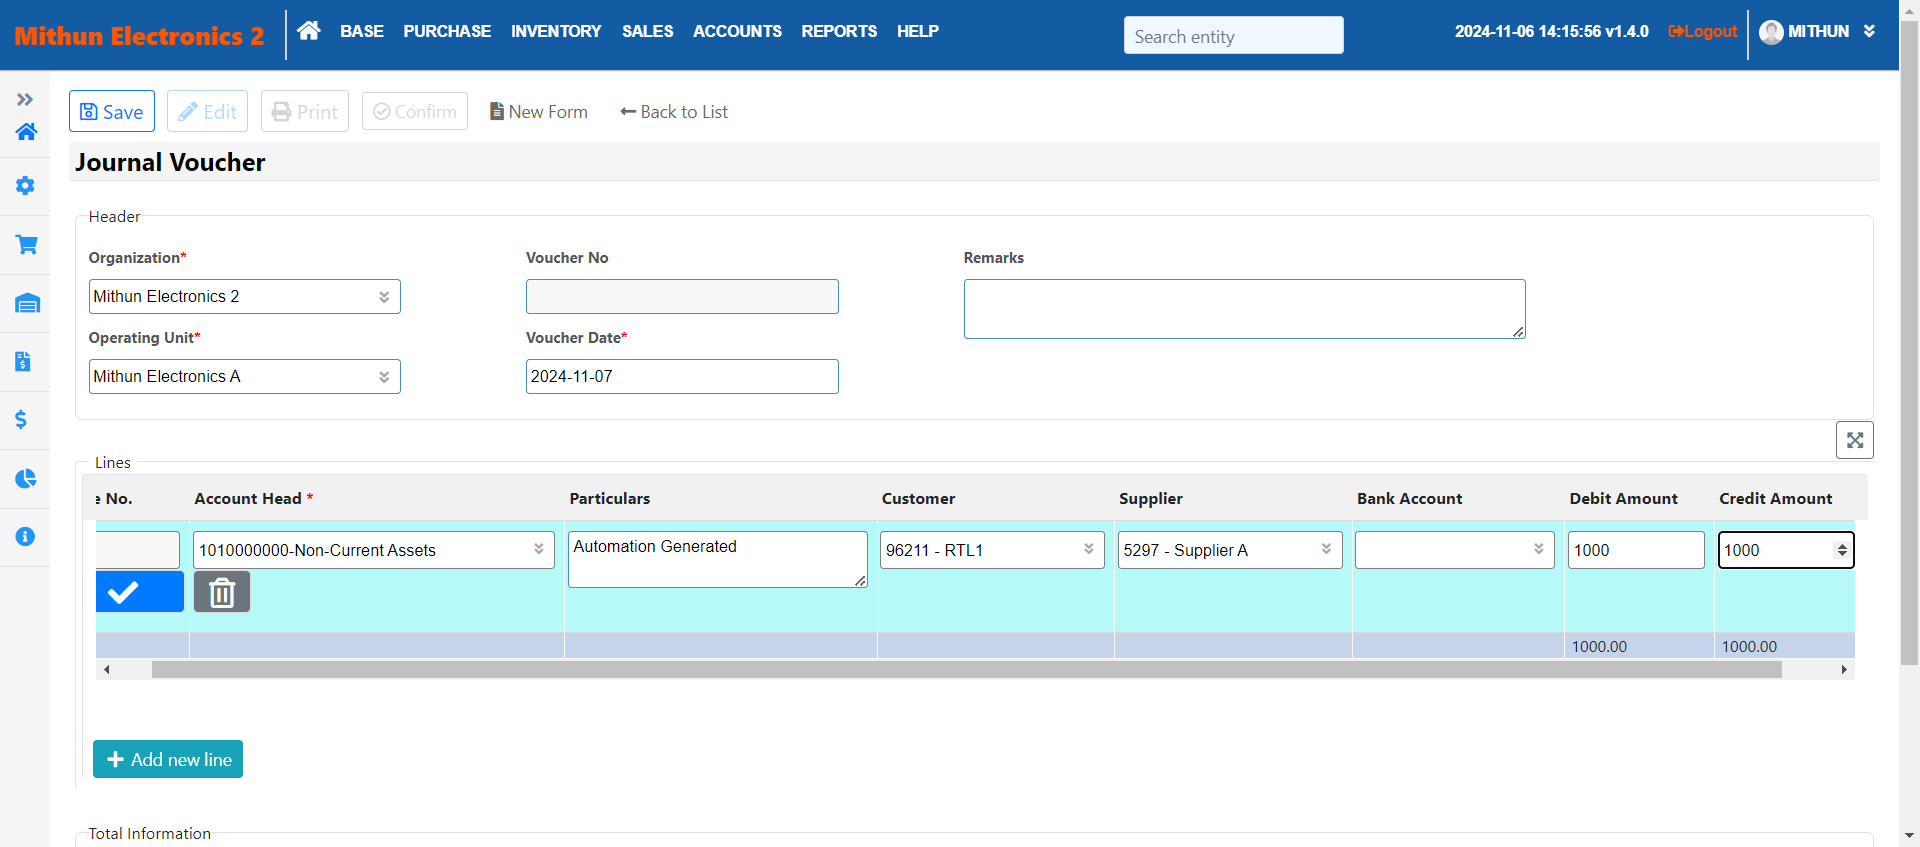 Mithun Electronics 2
BASE PURCHASE INVENTORY SALES ACCOUNTS REPORTS HELP
Search entity
2024-11-06 14:15:56 v1.4.0 Logout MITHUN
Save Edit Print Confirm New Form Back to List
Journal Voucher
Header
Organization* Voucher No Remarks
Mithun Electronics 2
Operating Unit* Voucher Date*
Mithun Electronics A 2024-11-07
Lines
e No. Account Head * Particulars Customer Supplier Bank Account Debit Amount Credit Amount
1010000000-Non-Current Assets Automation Generated 96211 - RTL1 5297 - Supplier A 1000 1000
1000.00 1000.00
Add new line
Total Information